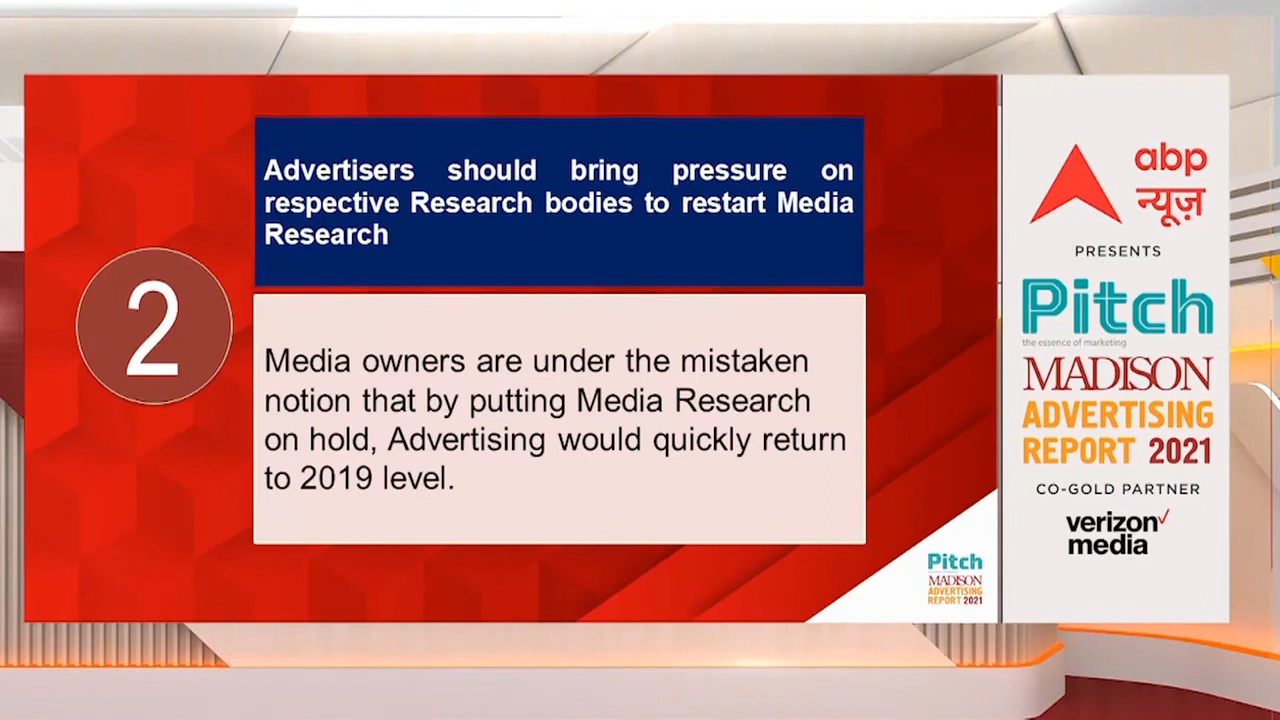 2
Advertisers should bring pressure on
respective Research bodies to restart Media
Research
Media owners are under the mistaken
notion that by putting Media Research
on hold, Advertising would quickly return
to 2019 level.
Pitch
MADISON
ADVERTISING
REPORT 2021
abp
न्यूज़
PRESENTS
Pitch
the essence of marketing
MADISON
ADVERTISING
REPORT 2021
CO-GOLD PARTNER
verizon
media